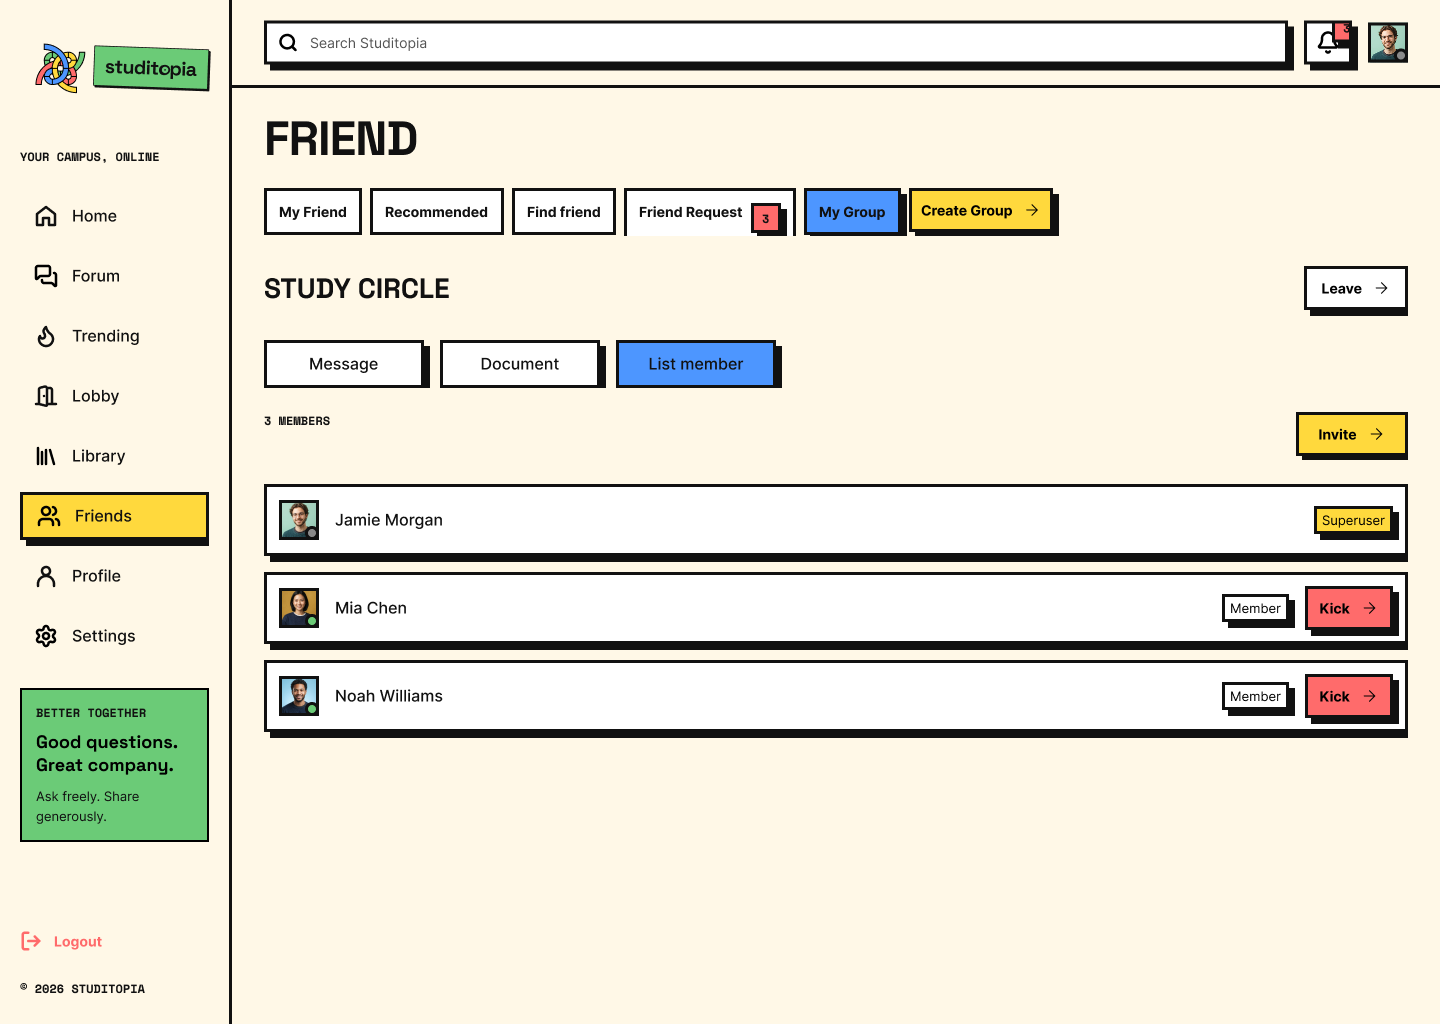 studitopia
YOUR CAMPUS, ONLINE
Home
Forum
Trending
Lobby
Library
Friends
Profile
Settings
BETTER TOGETHER
Good questions.
Great company.
Ask freely. Share
generously.
Logout
© 2026 STUDITOPIA
Search Studitopia
3
FRIEND
My Friend
Recommended
Find friend
Friend Request 3
My Group
Create Group →
STUDY CIRCLE
Leave →
Message
Document
List member
3 MEMBERS
Invite →
Jamie Morgan
Superuser
Mia Chen
Member
Kick →
Noah Williams
Member
Kick →